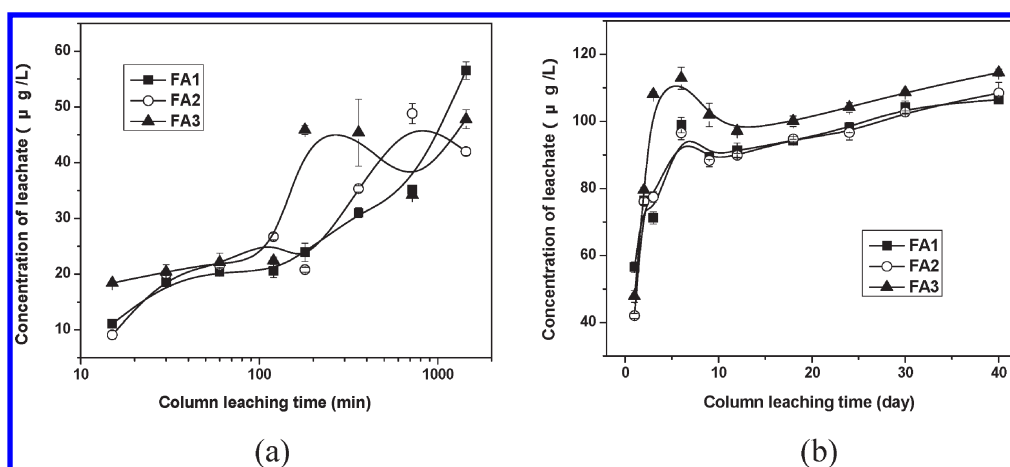 Concentration of leachate ( μ g /L)
60
50
40
30
20
10
FA1
FA2
FA3
10
100
1000
Column leaching time (min)
(a)
Concentration of leachate ( μ g /L)
120
100
80
60
40
FA1
FA2
FA3
0
10
20
30
40
Column leaching time (day)
(b)